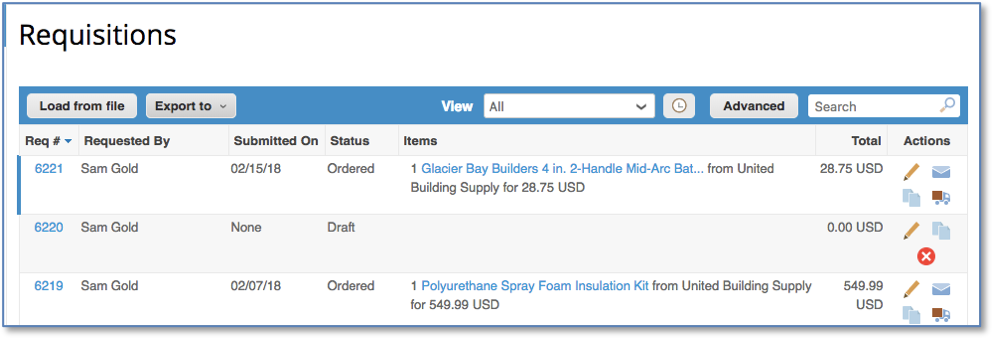 Requisitions
Load from file Export to View All Advanced Search
Req # Requested By Submitted On Status Items Total Actions
6221 Sam Gold 02/15/18 Ordered 1 Glacier Bay Builders 4 in. 2-Handle Mid-Arc Bat... from United 28.75 USD
Building Supply for 28.75 USD
6220 Sam Gold None Draft 0.00 USD
6219 Sam Gold 02/07/18 Ordered 1 Polyurethane Spray Foam Insulation Kit from United Building Supply 549.99
for 549.99 USD USD